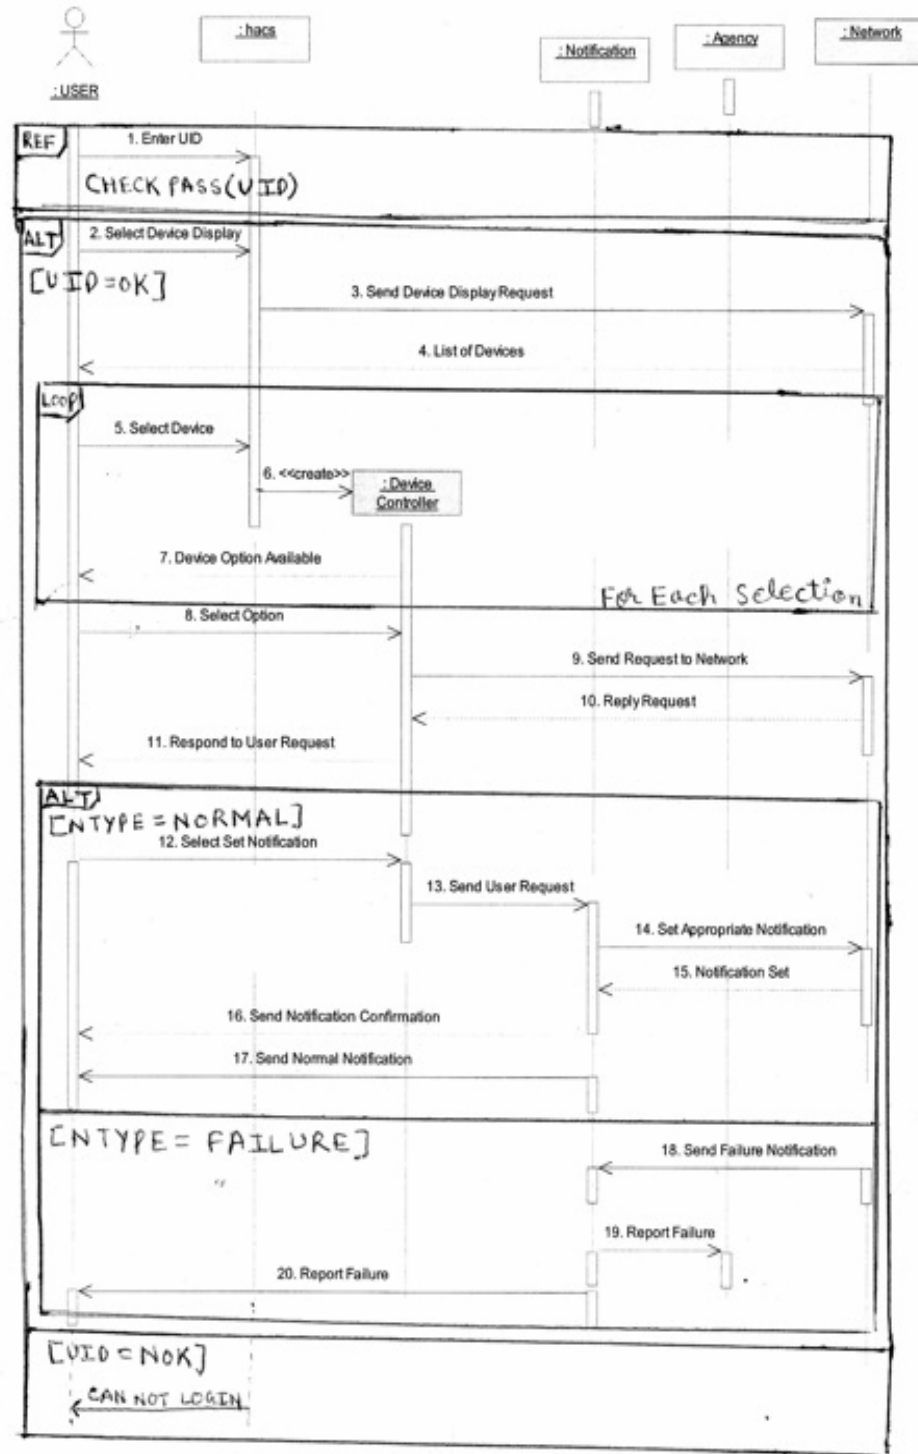 : USER
: hacs
: Notification
: Agency
: Network
REF
1. Enter UID
CHECK PASS(UID)
ALT
2. Select Device Display
[UID=OK]
3. Send Device Display Request
4. List of Devices
LOOP
5. Select Device
6. <<create>>
: Device
Controller
7. Device Option Available
For Each Selection
8. Select Option
9. Send Request to Network
10. Reply Request
11. Respond to User Request
ALT
[NTYPE = NORMAL]
12. Select Set Notification
13. Send User Request
14. Set Appropriate Notification
15. Notification Set
16. Send Notification Confirmation
17. Send Normal Notification
[NTYPE = FAILURE]
18. Send Failure Notification
19. Report Failure
20. Report Failure
[UID = NOK]
CAN NOT LOGIN